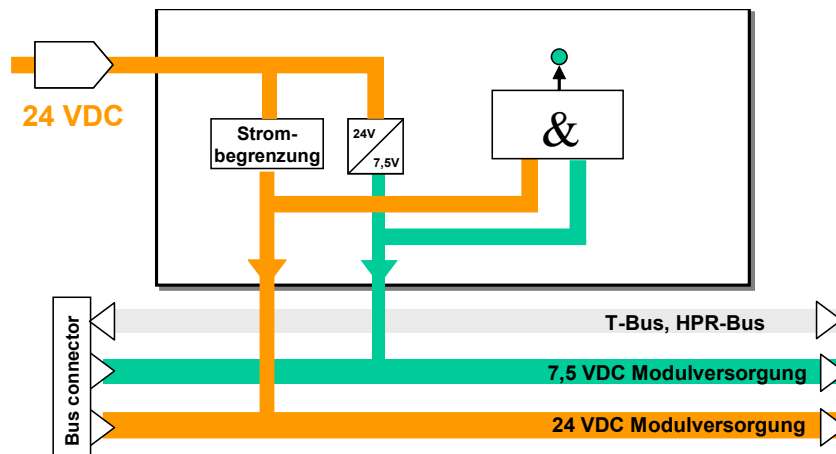 24 VDC
Strom-
begrenzung
24V
7,5V
&
Bus connector
T-Bus, HPR-Bus
7,5 VDC Modulversorgung
24 VDC Modulversorgung